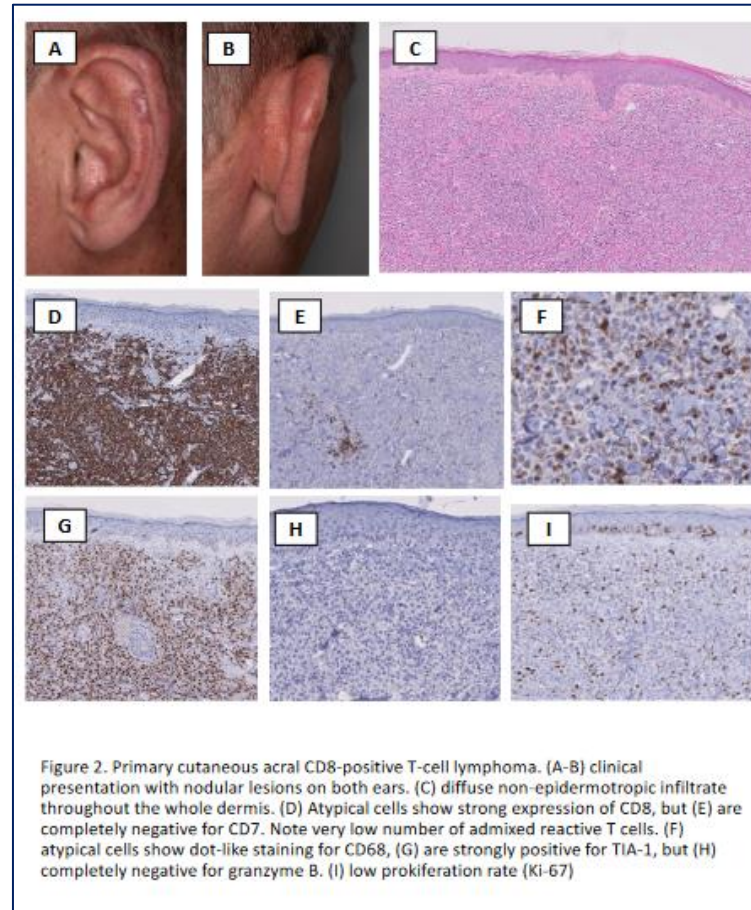 A
B
C
D
E
F
G
H
I
Figure 2. Primary cutaneous acral CD8-positive T-cell lymphoma. (A-B) clinical
presentation with nodular lesions on both ears. (C) diffuse non-epidermotropic infiltrate
throughout the whole dermis. (D) Atypical cells show strong expression of CD8, but (E) are
completely negative for CD7. Note very low number of admixed reactive T cells. (F)
atypical cells show dot-like staining for CD68, (G) are strongly positive for TIA-1, but (H)
completely negative for granzyme B. (I) low prokiferation rate (Ki-67)